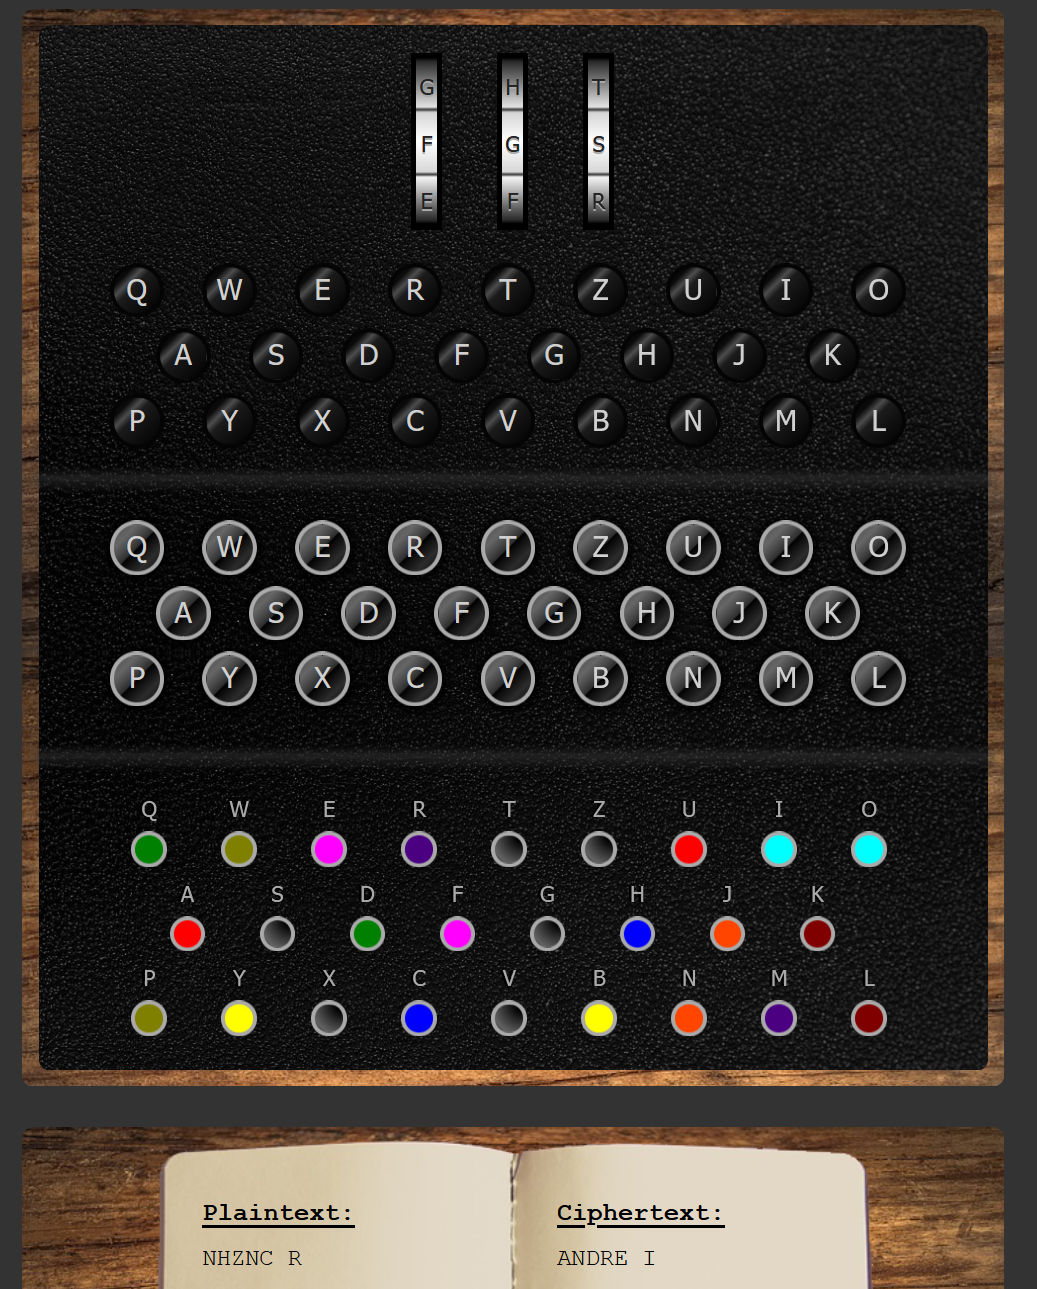 G H T
F G S
E F R
Q W E R T Z U I O
A S D F G H J K
P Y X C V B N M L
Q W E R T Z U I O
A S D F G H J K
P Y X C V B N M L
Q W E R T Z U I O
A S D F G H J K
P Y X C V B N M L
Plaintext: Ciphertext:
NHZNC R ANDRE I